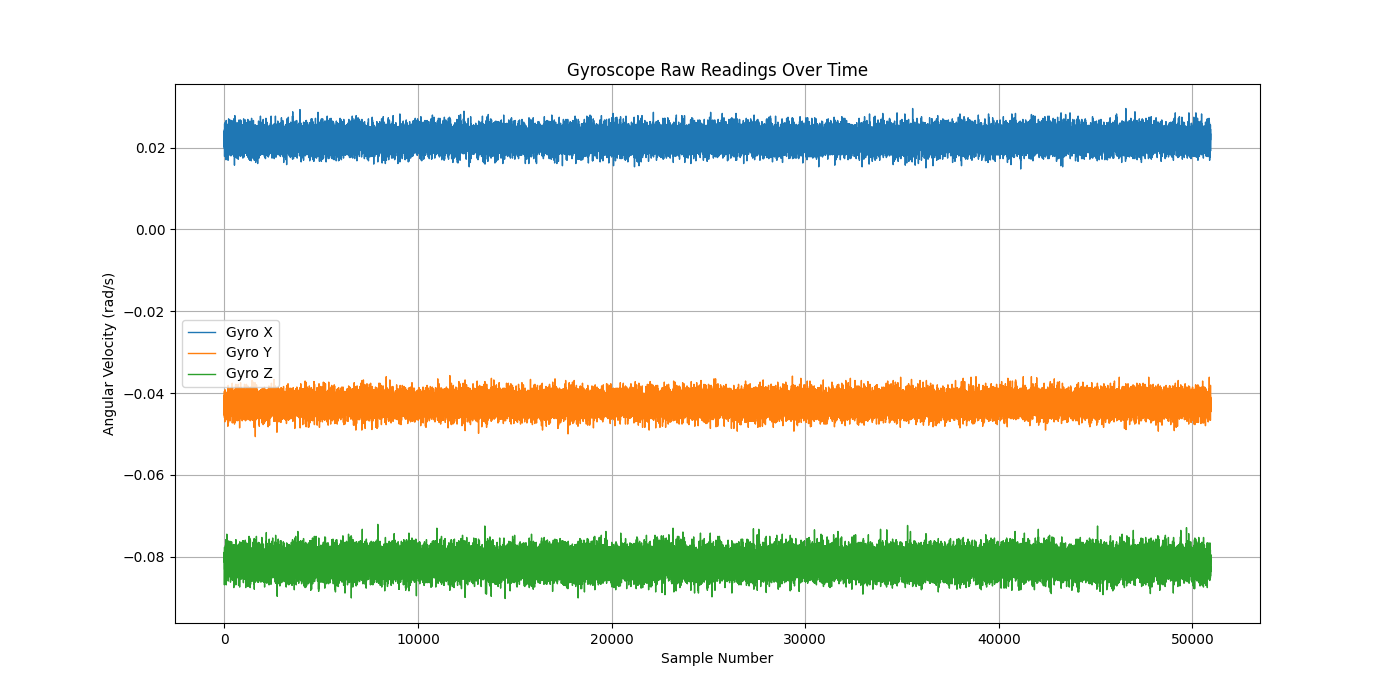 Gyroscope Raw Readings Over Time
Angular Velocity (rad/s)
0.02
0.00
−0.02
−0.04
−0.06
−0.08
Gyro X
Gyro Y
Gyro Z
0 10000 20000 30000 40000 50000
Sample Number